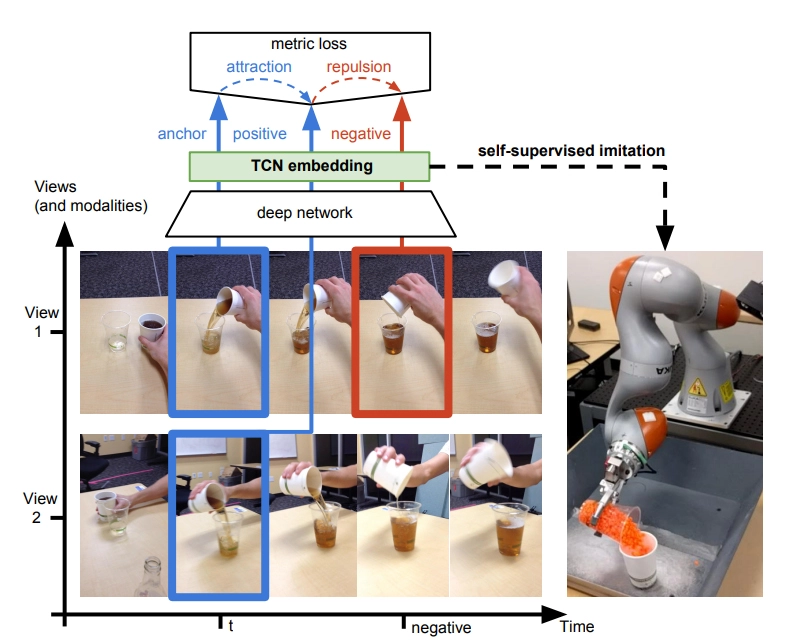 metric loss
attraction
repulsion
anchor
positive
negative
TCN embedding
self-supervised imitation
Views
(and modalities)
deep network
View
1
KUKA
View
2
t
negative
Time